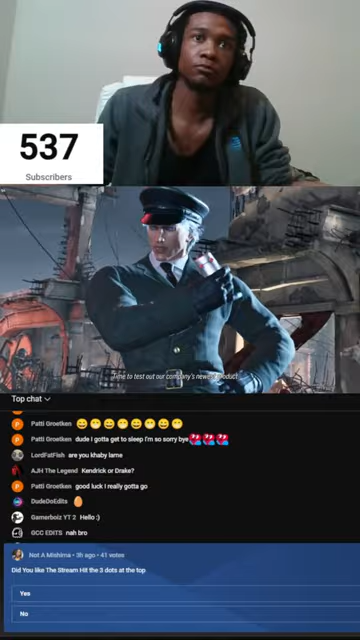 537
Subscribers
Time to test out our company's newest product.
Top chat
Patti Groetken
Patti Groetken dude I gotta get to sleep I'm so sorry bye
LordFatFish are you khaby lame
AJH The Legend Kendrick or Drake?
Patti Groetken good luck I really gotta go
DudeDoEdits
Gamerboiz YT 2 Hello :)
GCC EDITS nah bro
Not A Mishima • 3h ago • 41 votes
Did You like The Stream Hit the 3 dots at the top
Yes
No